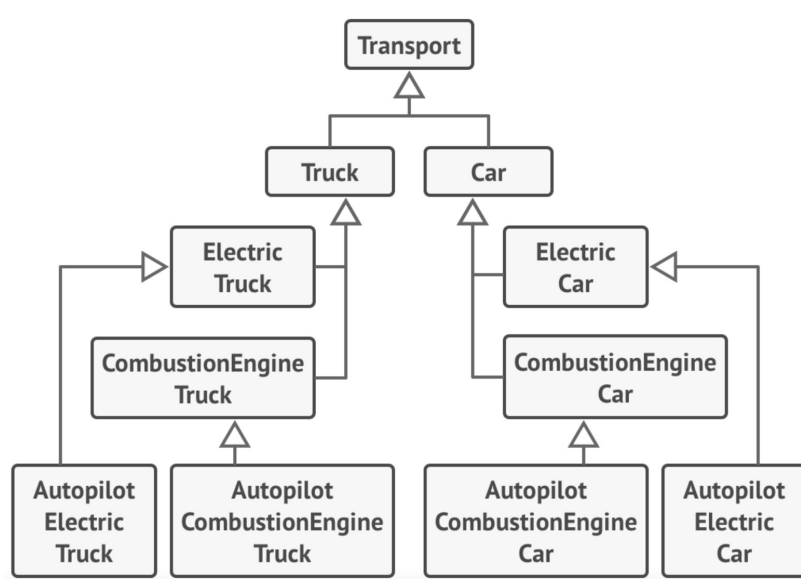 Transport
Truck
Car
Electric
Truck
Electric
Car
CombustionEngine
Truck
CombustionEngine
Car
Autopilot
Electric
Truck
Autopilot
CombustionEngine
Truck
Autopilot
CombustionEngine
Car
Autopilot
Electric
Car